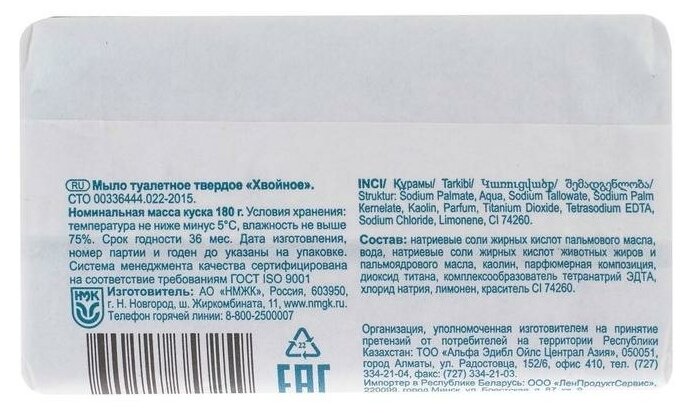 RU Мыло туалетное твердое «Хвойное».
СТО 00336444.022-2015.
Номинальная масса куска 180 г. Условия хранения:
температура не ниже минус 5°С, влажность не выше
75%. Срок годности 36 мес. Дата изготовления,
номер партии и годен до указаны на упаковке.
Система менеджмента качества сертифицирована
на соответствие требованиям ГОСТ ISO 9001
НМЖК
Изготовитель: АО «НМЖК», Россия, 603950,
г. Н. Новгород, ш. Жиркомбината, 11, www.nmgk.ru.
Телефон горячей линии: 8-800-2500007
22
EAC
INCI/ Құрамы/ Tarkibi/ Կառուցվածք/ შემადგენლობა/
Struktur: Sodium Palmate, Aqua, Sodium Tallowate, Sodium Palm
Kernelate, Kaolin, Parfum, Titanium Dioxide, Tetrasodium EDTA,
Sodium Chloride, Limonene, CI 74260.
Состав: натриевые соли жирных кислот пальмового масла,
вода, натриевые соли жирных кислот животных жиров и
пальмоядрового масла, каолин, парфюмерная композиция,
диоксид титана, комплексообразователь тетранатрий ЭДТА,
хлорид натрия, лимонен, краситель CI 74260.
Организация, уполномоченная изготовителем на принятие
претензий от потребителей на территории Республики
Казахстан: ТОО «Альфа Эдибл Ойлс Централ Азия», 050051,
город Алматы, ул. Радостовца, 152/6, офис 410, тел.: (727)
334-21-04, факс: (727) 334-21-03.
Импортер в Республику Беларусь: ООО «ЛенПродуктСервис»,
220099, город Минск,